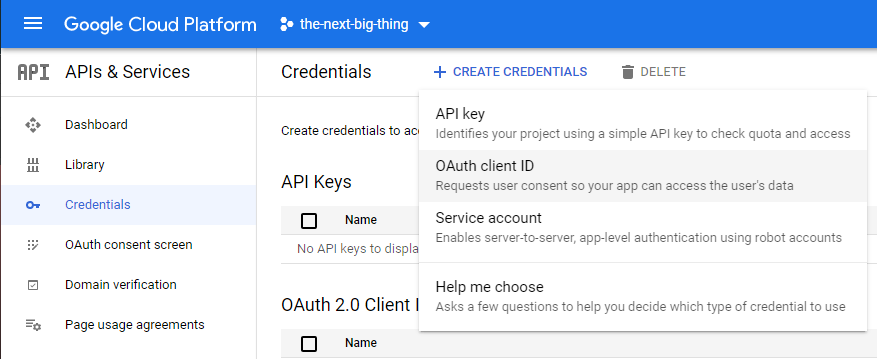 Google Cloud Platform the-next-big-thing
API APIs & Services
Dashboard
Library
Credentials
OAuth consent screen
Domain verification
Page usage agreements
Credentials + CREATE CREDENTIALS DELETE
Create credentials to
API Keys
Name
No API keys to
OAuth 2.0 Client
Name
API key
Identifies your project using a simple API key to check quota and access
OAuth client ID
Requests user consent so your app can access the user's data
Service account
Enables server-to-server, app-level authentication using robot accounts
Help me choose
Asks a few questions to help you decide which type of credential to use